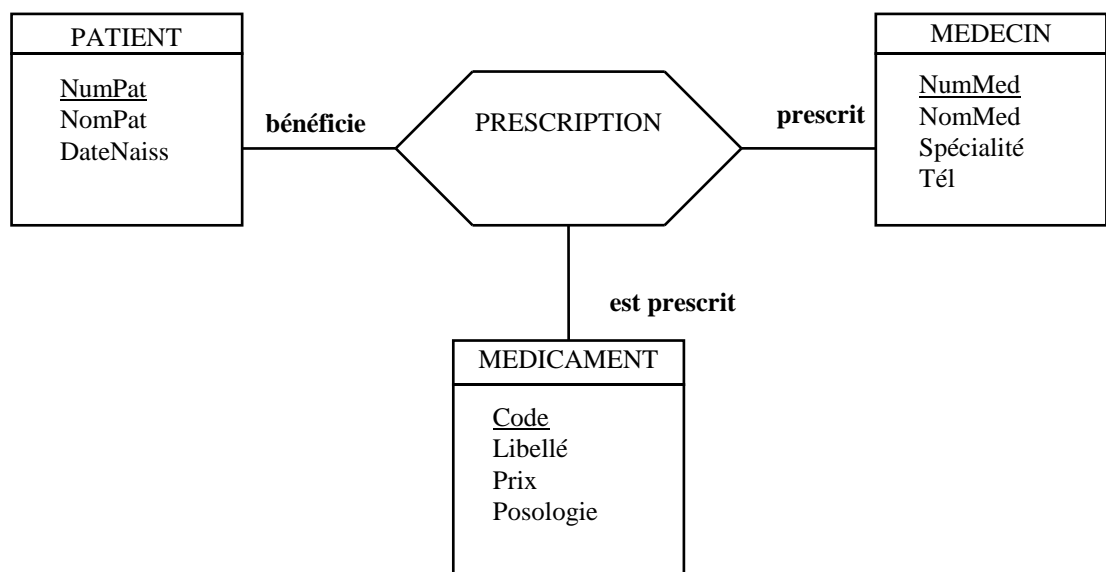 PATIENT
NumPat
NomPat
DateNaiss
bénéficie
PRESCRIPTION
prescrit
MEDECIN
NumMed
NomMed
Spécialité
Tél
est prescrit
MEDICAMENT
Code
Libellé
Prix
Posologie